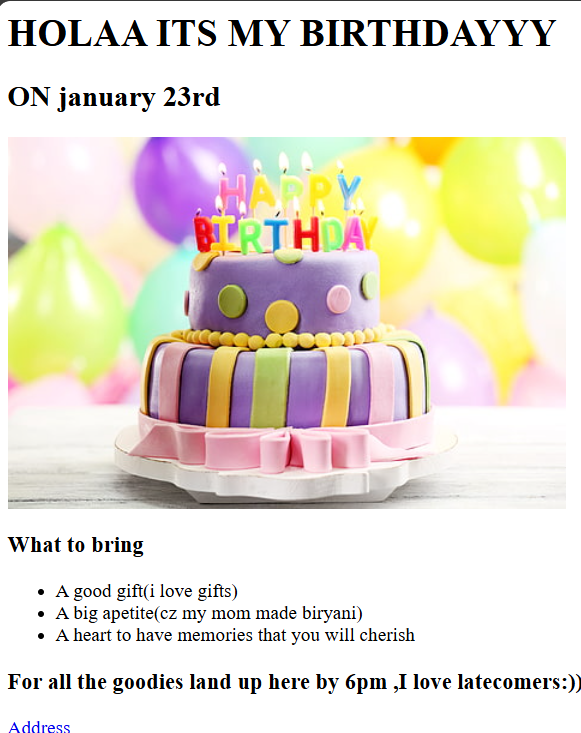 HOLAA ITS MY BIRTHDAYYY
ON january 23rd
HAPPY
BIRTHDAY
What to bring
A good gift(i love gifts)
A big apetite(cz my mom made biryani)
A heart to have memories that you will cherish
For all the goodies land up here by 6pm ,I love latecomers:))
Address